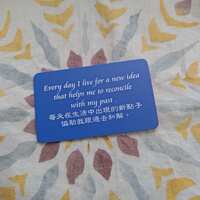 Every day I live for a new idea
that helps me to reconcile
with my past .
每天在生活中出現的新點子
協助我跟過去和解。